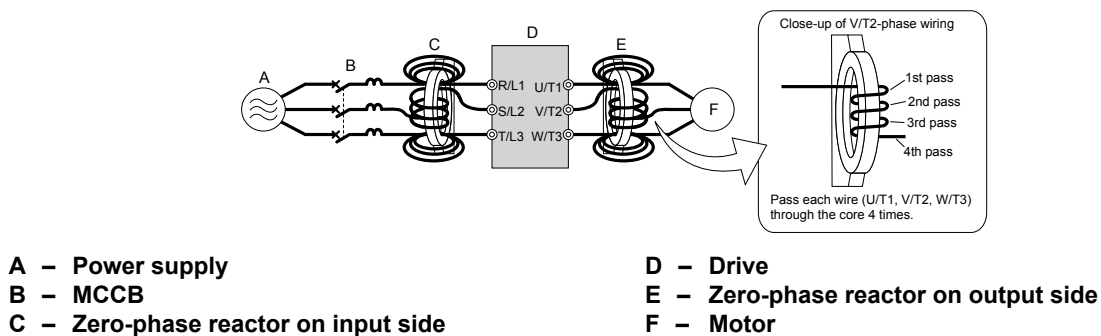 Close-up of V/T2-phase wiring
D
C
E
B
A
1st pass
R/L1 U/T1
2nd pass
S/L2 V/T2
F
3rd pass
T/L3 W/T3
4th pass
Pass each wire (U/T1, V/T2, W/T3)
through the core 4 times.
A – Power supply
B – MCCB
C – Zero-phase reactor on input side
D – Drive
E – Zero-phase reactor on output side
F – Motor